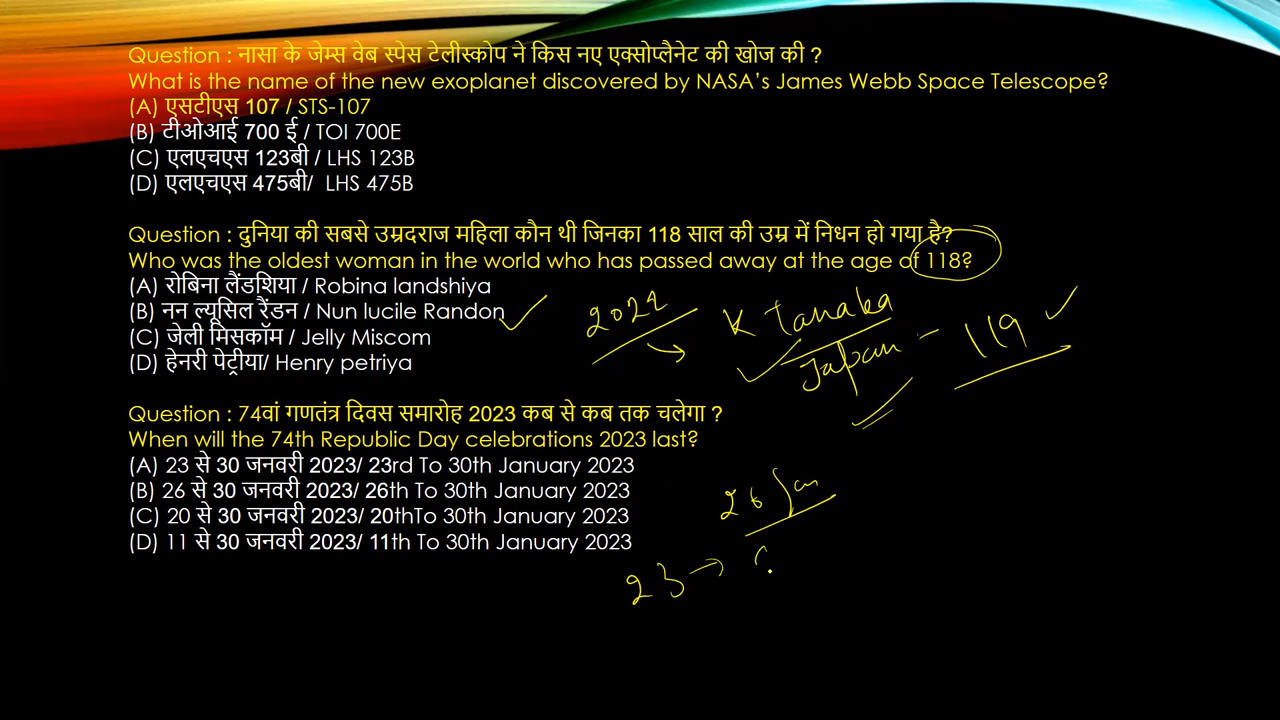 Question : नासा के जेम्स वेब स्पेस टेलीस्कोप ने किस नए एक्सोप्लैनेट की खोज की ?
What is the name of the new exoplanet discovered by NASA’s James Webb Space Telescope?
(A) एसटीएस 107 / STS-107
(B) टीओआई 700 ई / TOI 700E
(C) एलएचएस 123बी / LHS 123B
(D) एलएचएस 475बी/ LHS 475B
Question : दुनिया की सबसे उम्रदराज महिला कौन थी जिनका 118 साल की उम्र में निधन हो गया है?
Who was the oldest woman in the world who has passed away at the age of 118?
(A) रोबिना लैंडशिया / Robina landshiya
(B) नन ल्यूसिल रैंडन / Nun lucile Randon
(C) जेली मिसकॉम / Jelly Miscom
(D) हेनरी पेट्रीया/ Henry petriya
2022
K Tanaka
Japan - 119
Question : 74वां गणतंत्र दिवस समारोह 2023 कब से कब तक चलेगा ?
When will the 74th Republic Day celebrations 2023 last?
(A) 23 से 30 जनवरी 2023/ 23rd To 30th January 2023
(B) 26 से 30 जनवरी 2023/ 26th To 30th January 2023
(C) 20 से 30 जनवरी 2023/ 20thTo 30th January 2023
(D) 11 से 30 जनवरी 2023/ 11th To 30th January 2023
26 Jan
23 →